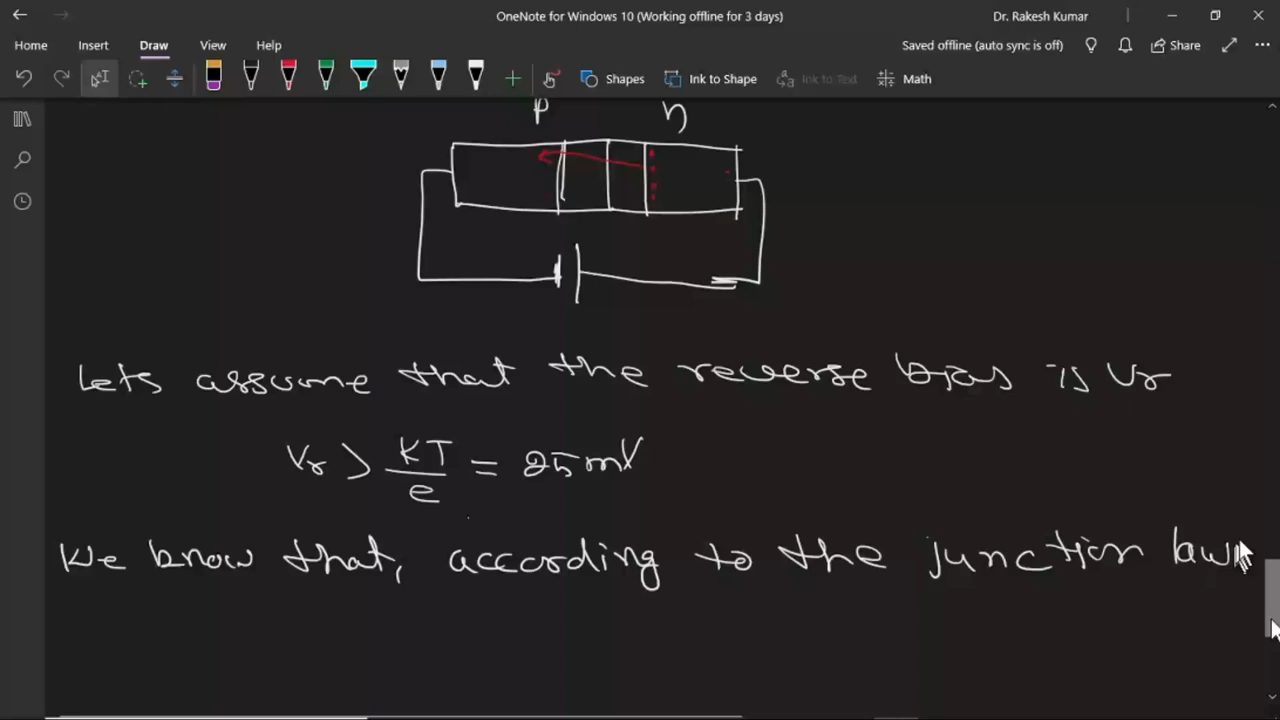 OneNote for Windows 10 (Working offline for 3 days)
Dr. Rakesh Kumar
Home Insert Draw View Help
Saved offline (auto sync is off)
Share
Shapes
Ink to Shape
Ink to Text
Math
P n
Lets assume that the reverse bias is Vr
Vr > KT/e = 25 mV
We know that, according to the junction law